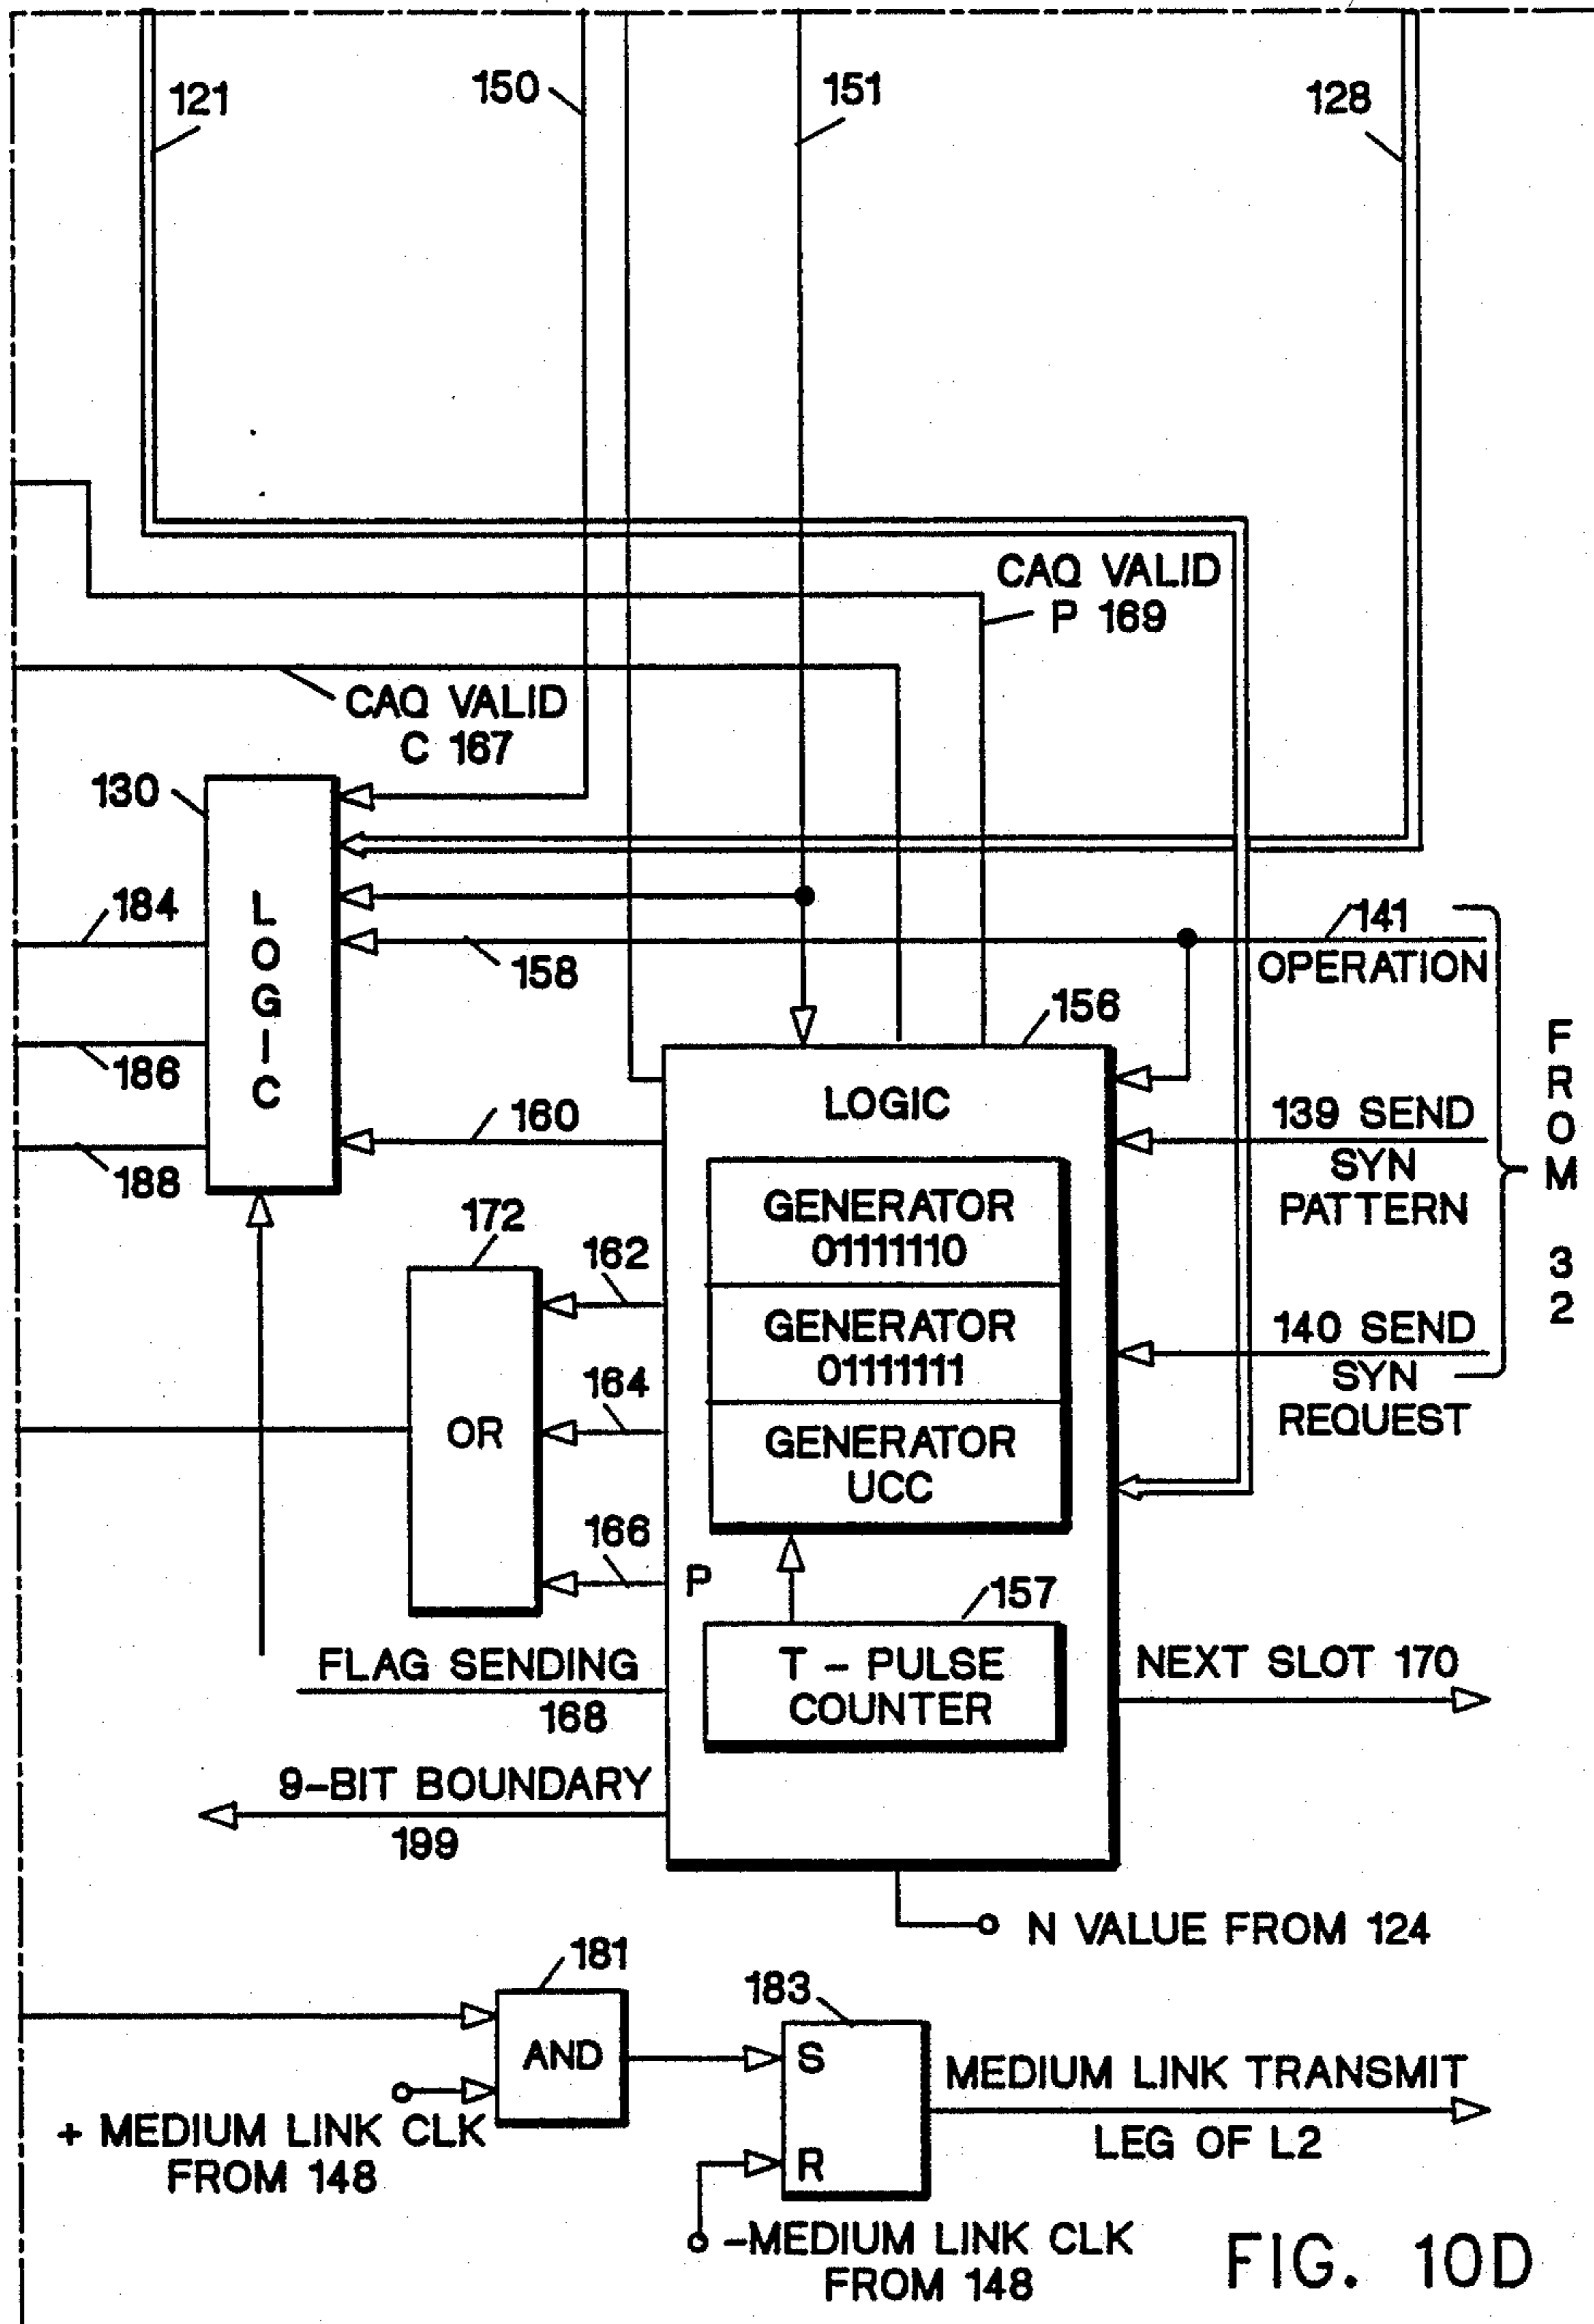 121
150
151
128
CAQ VALID
P 169
CAQ VALID
C 167
130
LOGIC
184
186
188
158
141
OPERATION
156
160
LOGIC
139 SEND
SYN
PATTERN
FROM 32
GENERATOR
01111110
172
162
GENERATOR
01111111
140 SEND
SYN
REQUEST
164
OR
GENERATOR
UCC
166
P
157
T - PULSE
COUNTER
FLAG SENDING
168
NEXT SLOT 170
9-BIT BOUNDARY
199
N VALUE FROM 124
181
183
AND
S
R
+ MEDIUM LINK CLK
FROM 148
MEDIUM LINK TRANSMIT
LEG OF L2
-MEDIUM LINK CLK
FROM 148
FIG. 10D